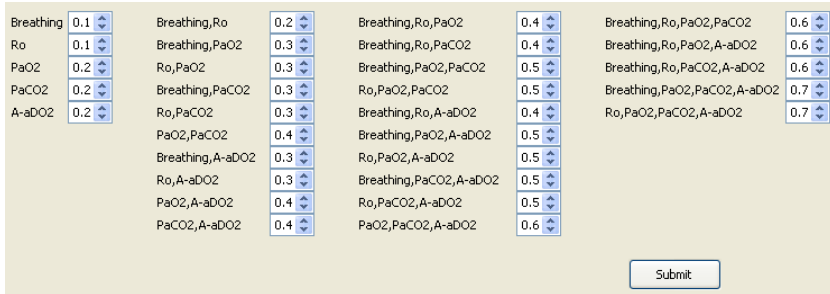 Breathing 0.1 Breathing,Ro 0.2 Breathing,Ro,PaO2 0.4 Breathing,Ro,PaO2,PaCO2 0.6
Ro 0.1 Breathing,PaO2 0.3 Breathing,Ro,PaCO2 0.4 Breathing,Ro,PaO2,A-aDO2 0.6
PaO2 0.2 Ro,PaO2 0.3 Breathing,PaO2,PaCO2 0.5 Breathing,Ro,PaCO2,A-aDO2 0.6
PaCO2 0.2 Breathing,PaCO2 0.3 Ro,PaO2,PaCO2 0.5 Breathing,PaO2,PaCO2,A-aDO2 0.7
A-aDO2 0.2 Ro,PaCO2 0.3 Breathing,Ro,A-aDO2 0.4 Ro,PaO2,PaCO2,A-aDO2 0.7
PaO2,PaCO2 0.4 Breathing,PaO2,A-aDO2 0.5
Breathing,A-aDO2 0.3 Ro,PaO2,A-aDO2 0.5
Ro,A-aDO2 0.3 Breathing,PaCO2,A-aDO2 0.5
PaO2,A-aDO2 0.4 Ro,PaCO2,A-aDO2 0.5
PaCO2,A-aDO2 0.4 PaO2,PaCO2,A-aDO2 0.6
Submit